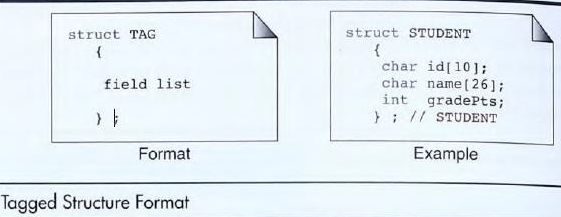 struct TAG
{
field list
} ;
Format
struct STUDENT
{
char id[10];
char name[26];
int gradePts;
} ; // STUDENT
Example
Tagged Structure Format